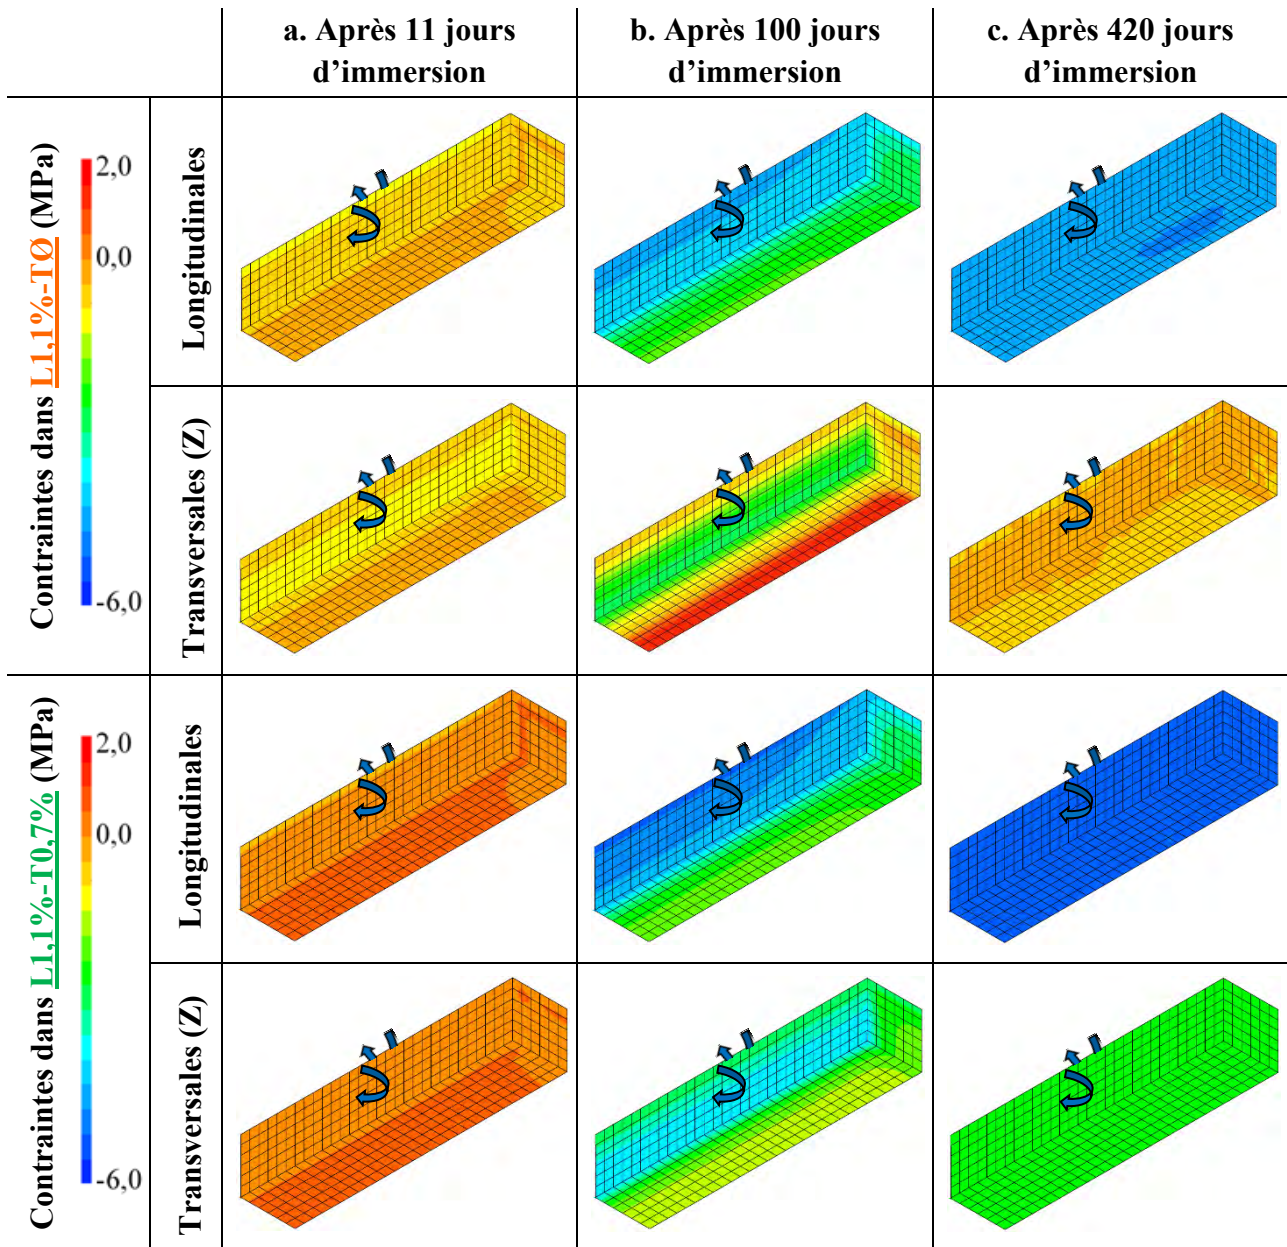 a. Après 11 jours
d’immersion
b. Après 100 jours
d’immersion
c. Après 420 jours
d’immersion
Contraintes dans L1,1%-TØ (MPa)
2,0
0,0
-6,0
Longitudinales
Transversales (Z)
Contraintes dans L1,1%-T0,7% (MPa)
2,0
0,0
-6,0
Longitudinales
Transversales (Z)